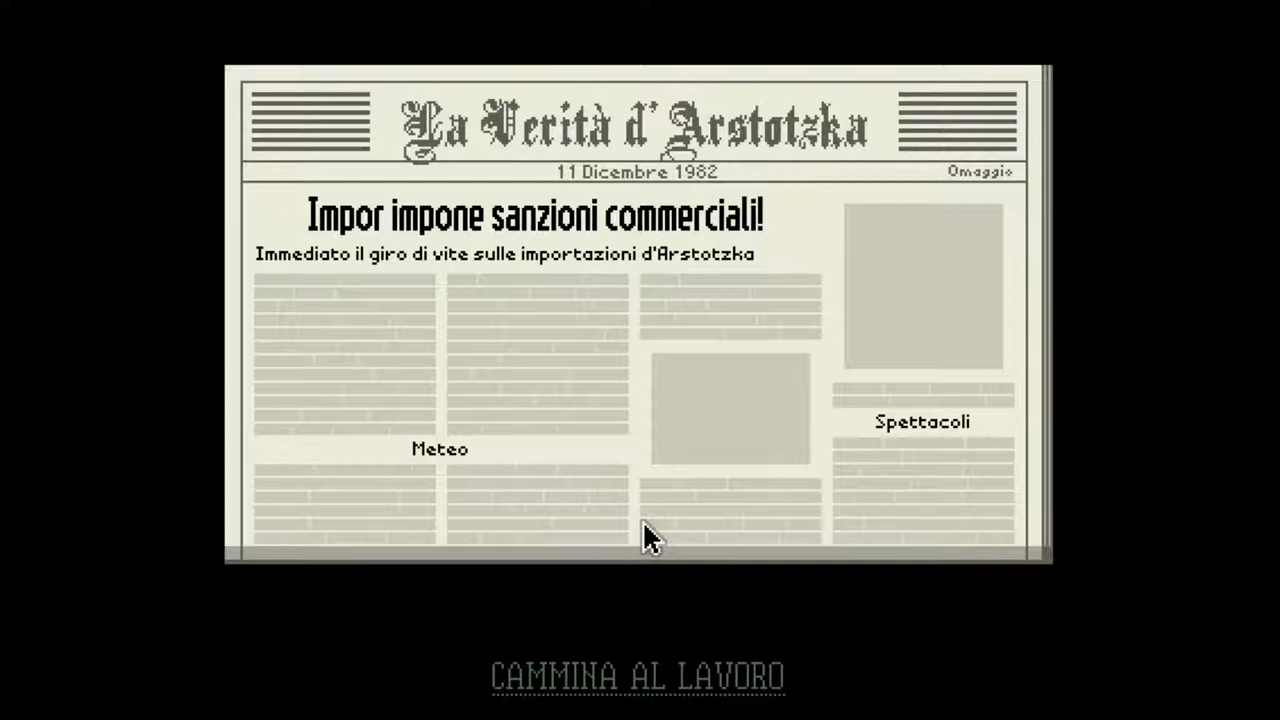 La Verità d'Arstotzka
11 Dicembre 1982
Omaggio
Impor impone sanzioni commerciali!
Immediato il giro di vite sulle importazioni d'Arstotzka
Spettacoli
Meteo
CAMMINA AL LAVORO